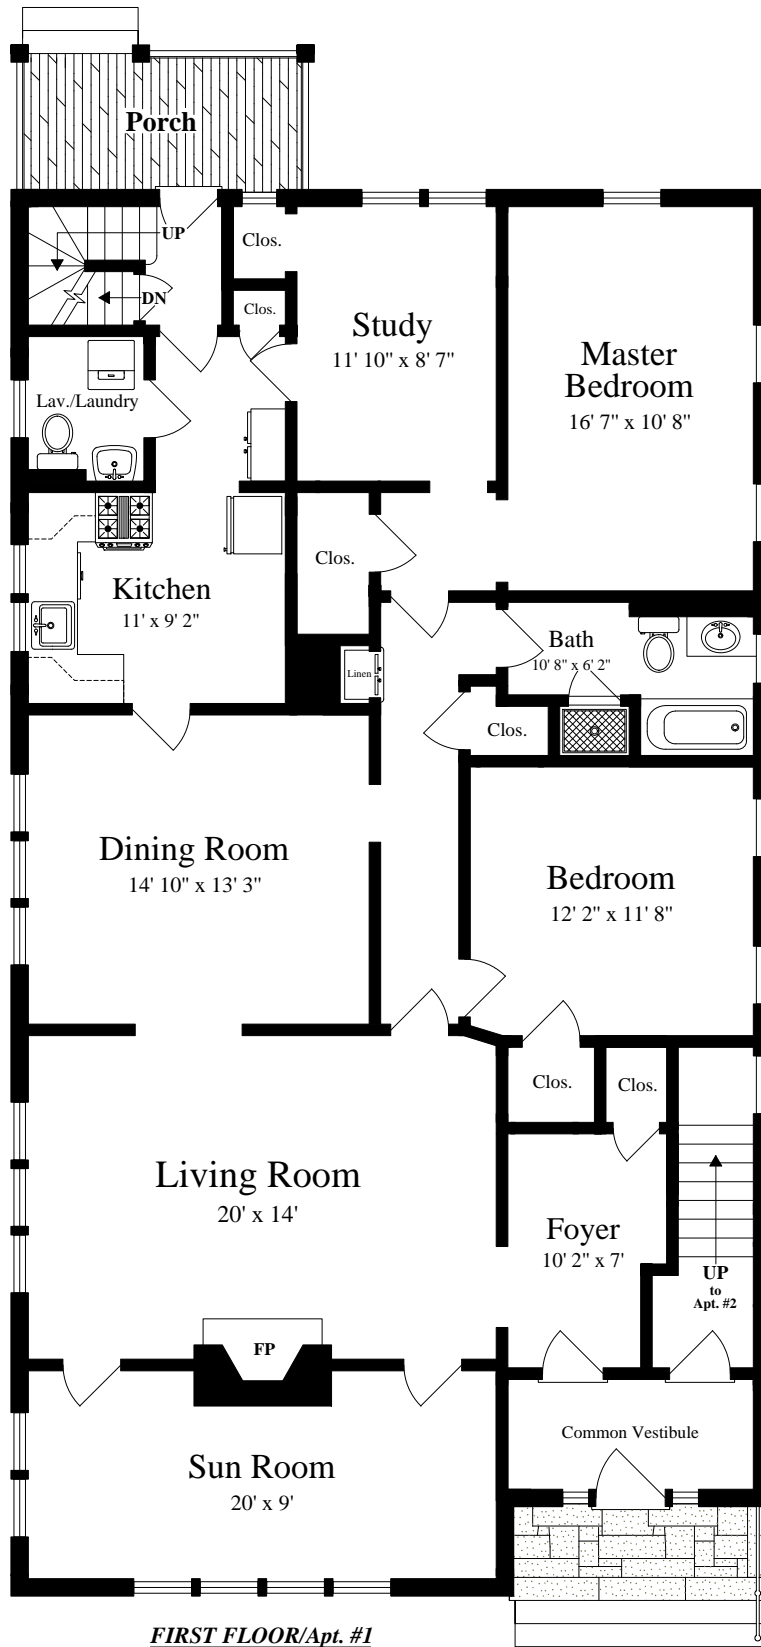 Porch
UP
Clos.
DN
Clos.
Study
11' 10" x 8' 7"
Master
Bedroom
16' 7" x 10' 8"
Lav./Laundry
Clos.
Kitchen
11' x 9' 2"
Bath
10' 8" x 6' 2"
Linen
Clos.
Dining Room
14' 10" x 13' 3"
Bedroom
12' 2" x 11' 8"
Clos.
Clos.
Living Room
20' x 14'
Foyer
10' 2" x 7'
UP
to
Apt. #2
FP
Common Vestibule
Sun Room
20' x 9'
FIRST FLOOR/Apt. #1